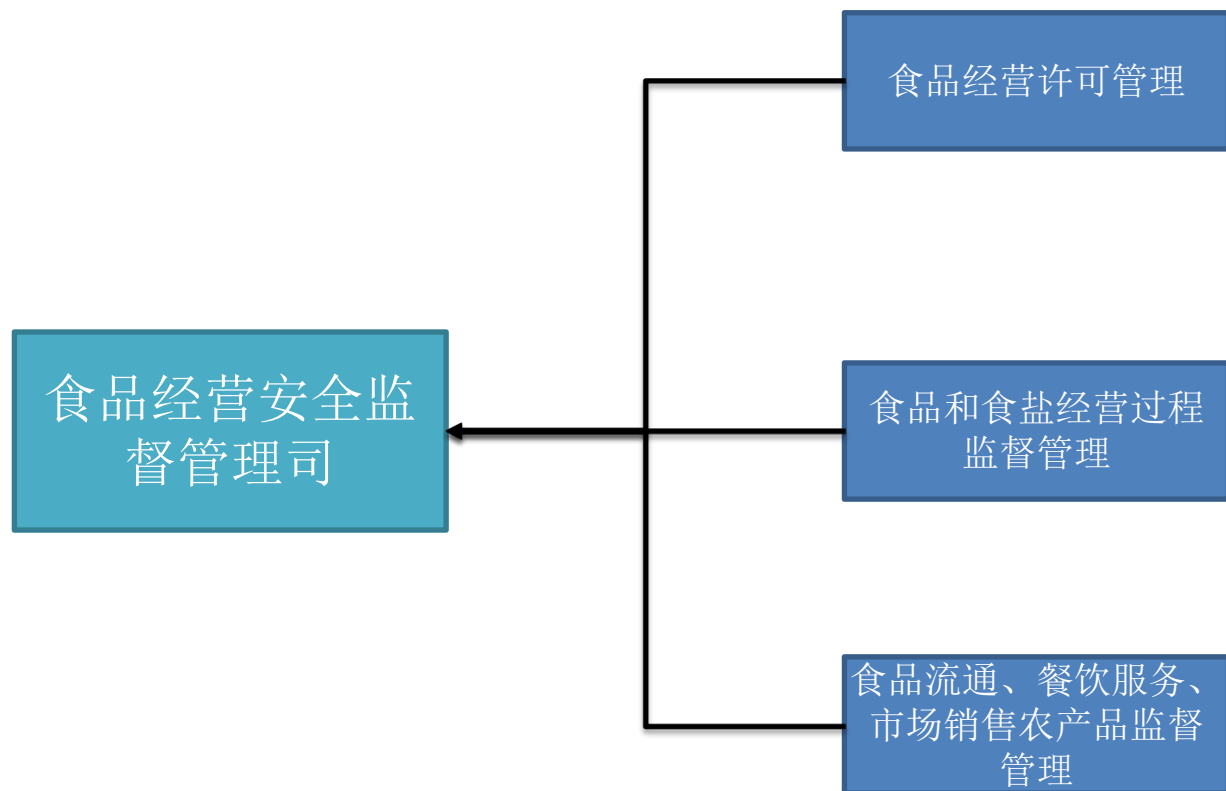 食品经营许可管理
食品经营安全监
督管理司
食品和食盐经营过程
监督管理
食品流通、餐饮服务、
市场销售农产品监督
管理